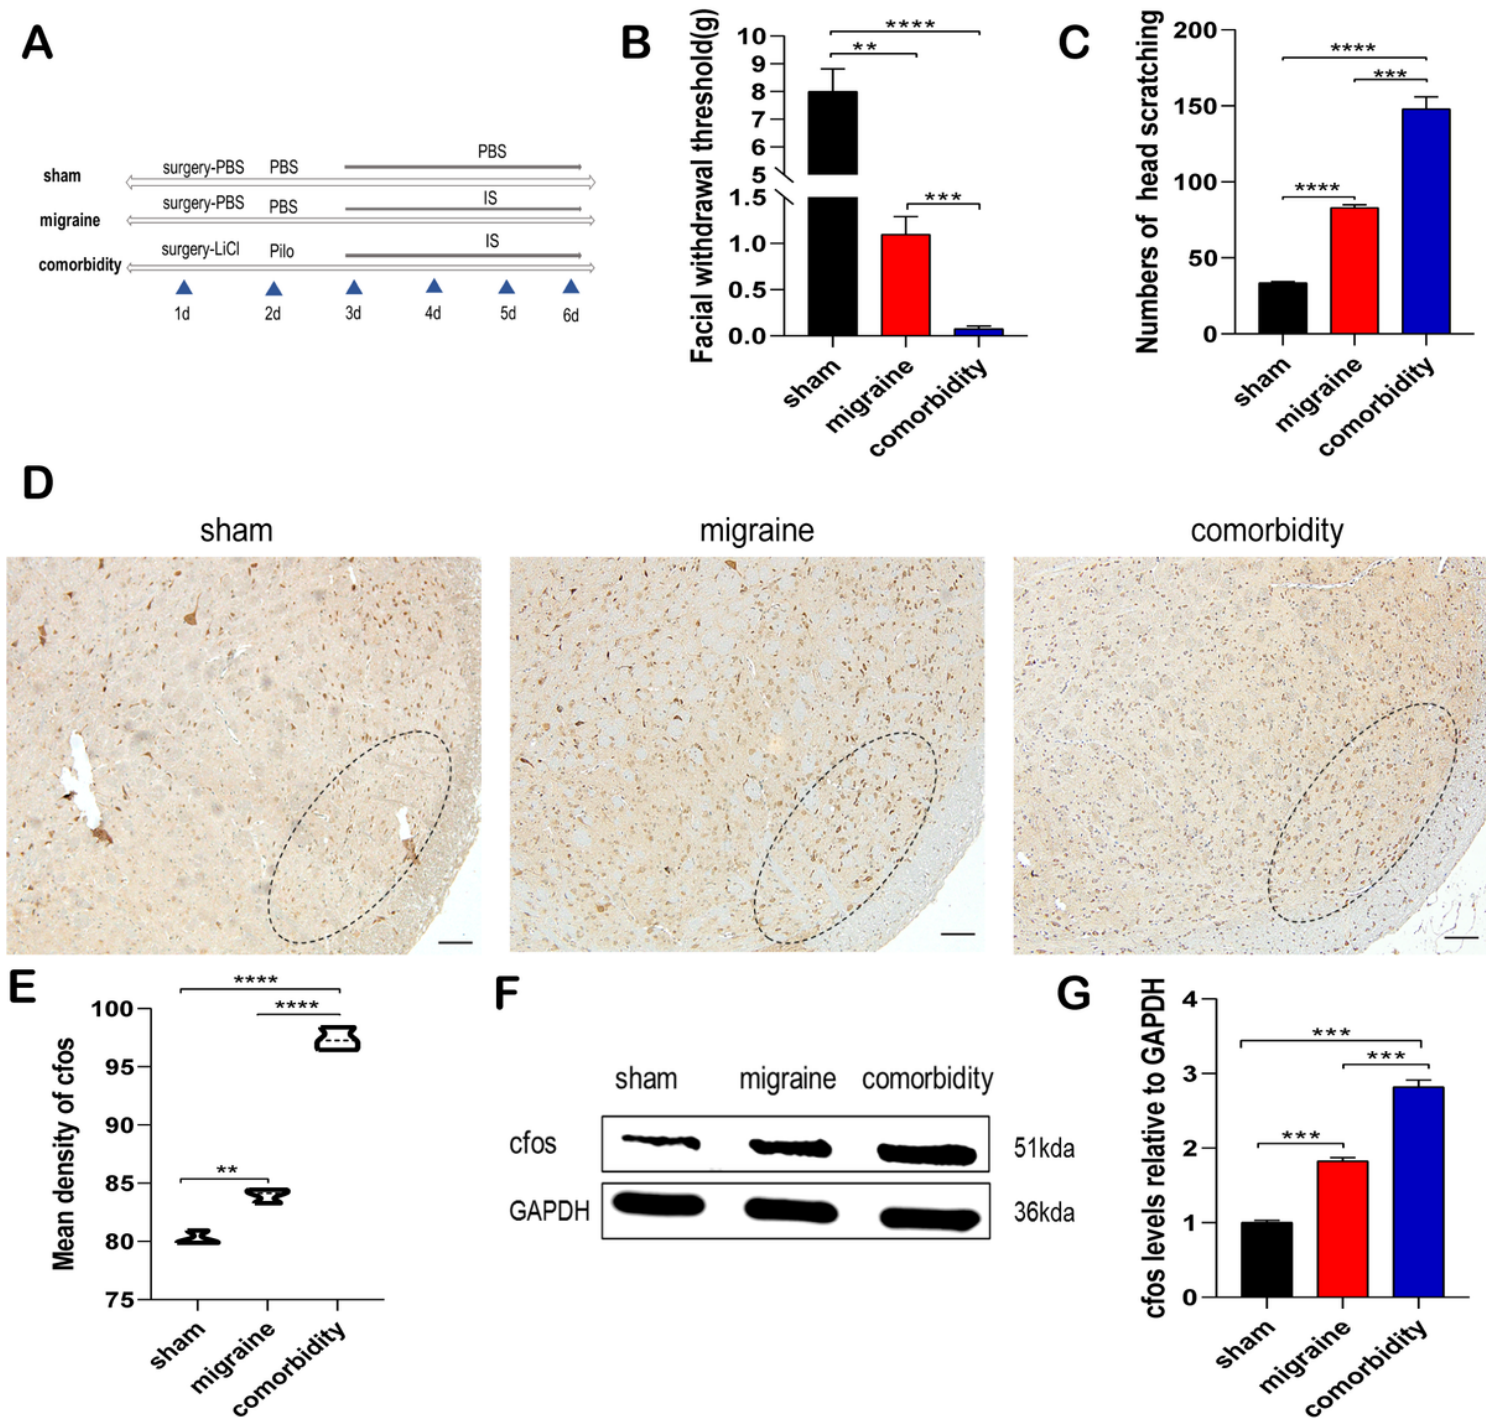 A
surgery-PBS PBS PBS
sham
surgery-PBS PBS IS
migraine
surgery-LiCl Pilo IS
comorbidity
1d 2d 3d 4d 5d 6d
B
Facial withdrawal threshold(g)
10
9
8
7
6
5
1.5
1.0
0.5
0.0
****
**
***
sham
migraine
comorbidity
C
Numbers of head scratching
200
150
100
50
0
****
***
****
sham
migraine
comorbidity
D
sham
migraine
comorbidity
E
Mean density of cfos
100
95
90
85
80
75
****
****
**
sham
migraine
comorbidity
F
sham migraine comorbidity
cfos 51kda
GAPDH 36kda
G
cfos levels relative to GAPDH
4
3
2
1
0
***
***
***
sham
migraine
comorbidity